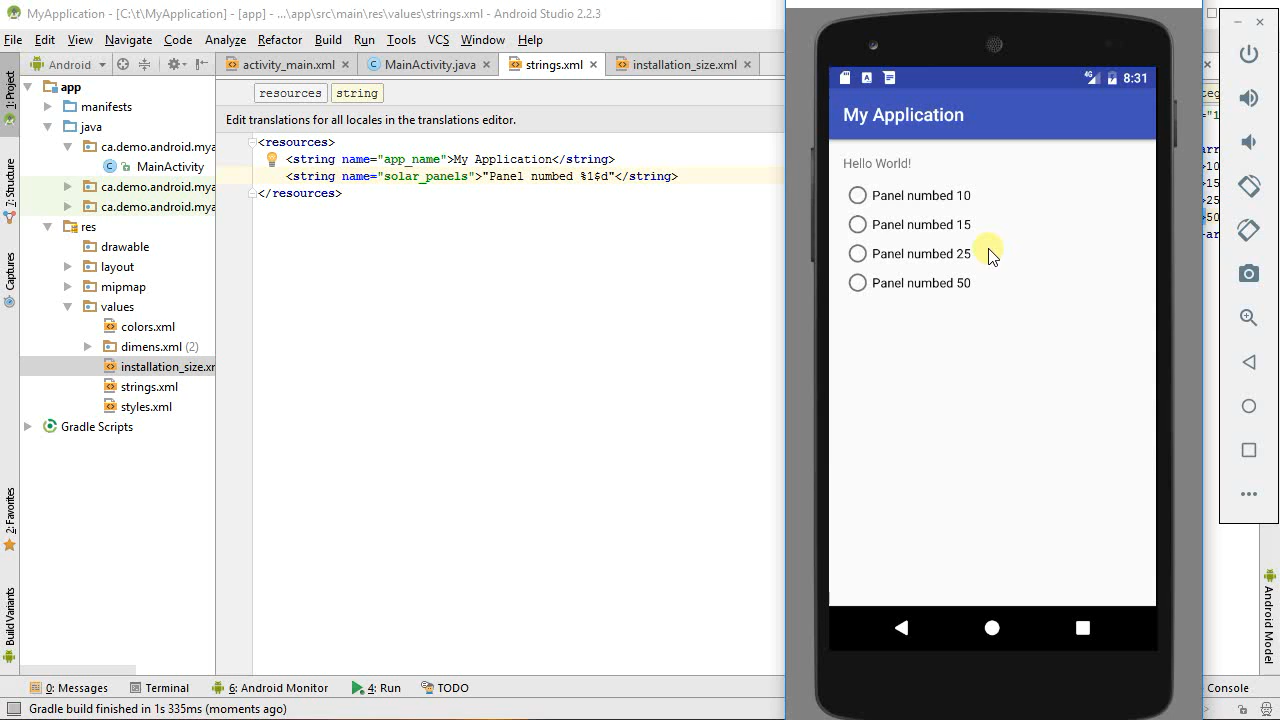 MyApplication - [C:\t\MyApplication] - [app] - ...\app\src\main\res\values\strings.xml - Android Studio 2.2.3
File Edit View Navigate Code Analyze Refactor Build Run Tools VCS Window Help
Android
activity_main.xml
MainActivity.java
strings.xml
installation_size.xml
1: Project
2: Structure
Captures
2: Favorites
Build Variants
app
manifests
java
ca.demo.android.mya
MainActivity
ca.demo.android.mya
ca.demo.android.mya
res
drawable
layout
mipmap
values
colors.xml
dimens.xml (2)
installation_size.xm
strings.xml
styles.xml
Gradle Scripts
resources string
Edit translations for all locales in the translations editor.
<resources>
<string name="app_name">My Application</string>
<string name="solar_panels">"Panel numbed %1$d"</string>
</resources>
4G 8:31
My Application
Hello World!
Panel numbed 10
Panel numbed 15
Panel numbed 25
Panel numbed 50
Android Model
0: Messages Terminal 6: Android Monitor 4: Run TODO
Console
Gradle build finished in 1s 335ms (moments ago)